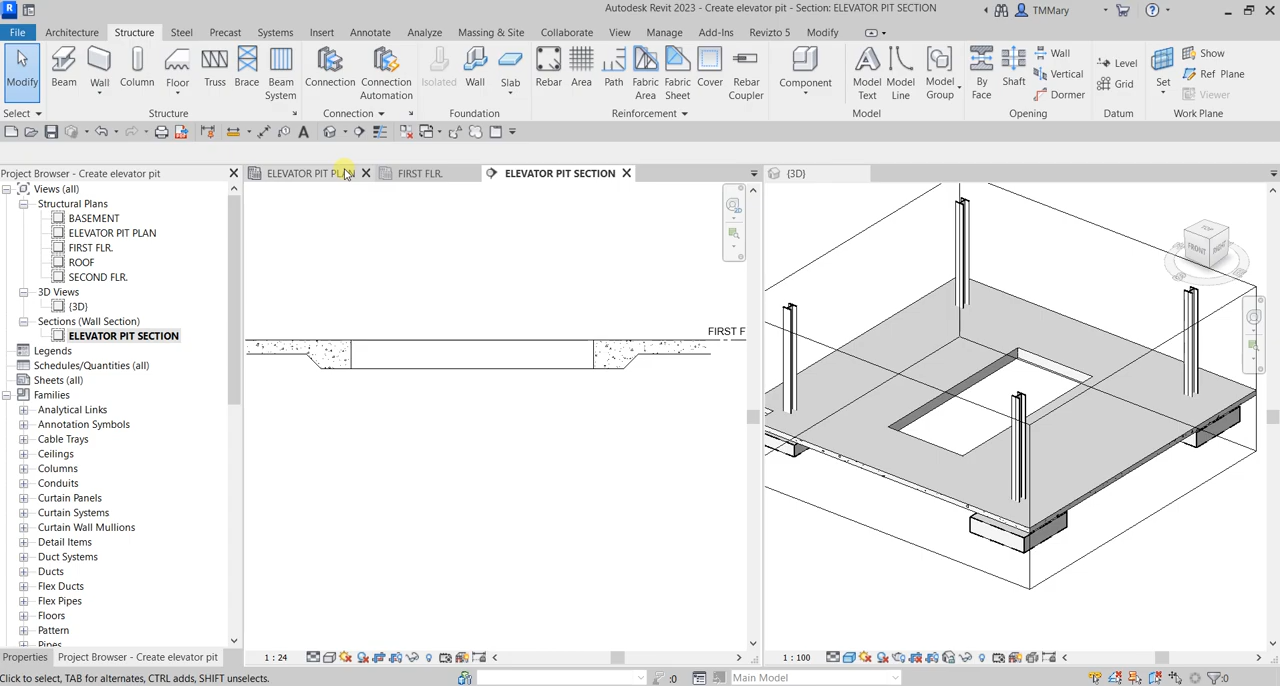 Autodesk Revit 2023 - Create elevator pit - Section: ELEVATOR PIT SECTION
TMMary
File Architecture Structure Steel Precast Systems Insert Annotate Analyze Massing & Site Collaborate View Manage Add-Ins Revizto 5 Modify
Modify Beam Wall Column Floor Truss Brace Beam System Connection Connection Automation Isolated Wall Slab Rebar Area Path Fabric Area Fabric Sheet Cover Rebar Coupler Component Model Text Model Line Model Group By Face Shaft Wall Vertical Dormer Level Grid Set Show Ref Plane Viewer
Select Structure Connection Foundation Reinforcement Model Opening Datum Work Plane
Project Browser - Create elevator pit
ELEVATOR PIT PLAN FIRST FLR. ELEVATOR PIT SECTION {3D}
Views (all)
Structural Plans
BASEMENT
ELEVATOR PIT PLAN
FIRST FLR.
ROOF
SECOND FLR.
3D Views
{3D}
Sections (Wall Section)
ELEVATOR PIT SECTION
Legends
Schedules/Quantities (all)
Sheets (all)
Families
Analytical Links
Annotation Symbols
Cable Trays
Ceilings
Columns
Conduits
Curtain Panels
Curtain Systems
Curtain Wall Mullions
Detail Items
Duct Systems
Ducts
Flex Ducts
Flex Pipes
Floors
Pattern
Pipes
FIRST F
TOP
FRONT
RIGHT
Properties Project Browser - Create elevator pit
1 : 24
1 : 100
Click to select, TAB for alternates, CTRL adds, SHIFT unselects.
:0
Main Model
:0